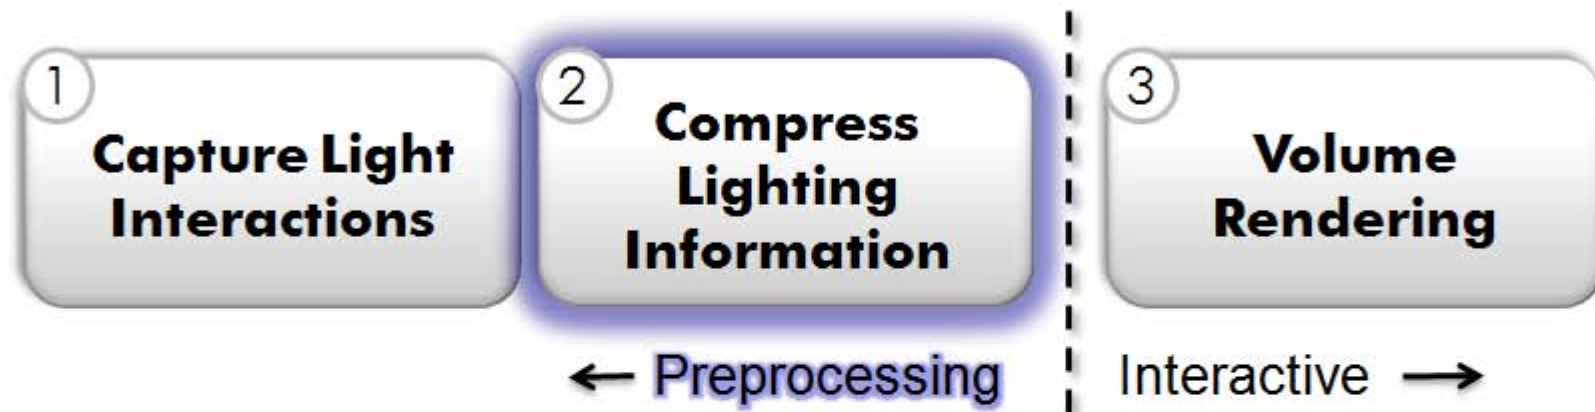 1
Capture Light
Interactions
2
Compress
Lighting
Information
3
Volume
Rendering
← Preprocessing
Interactive →